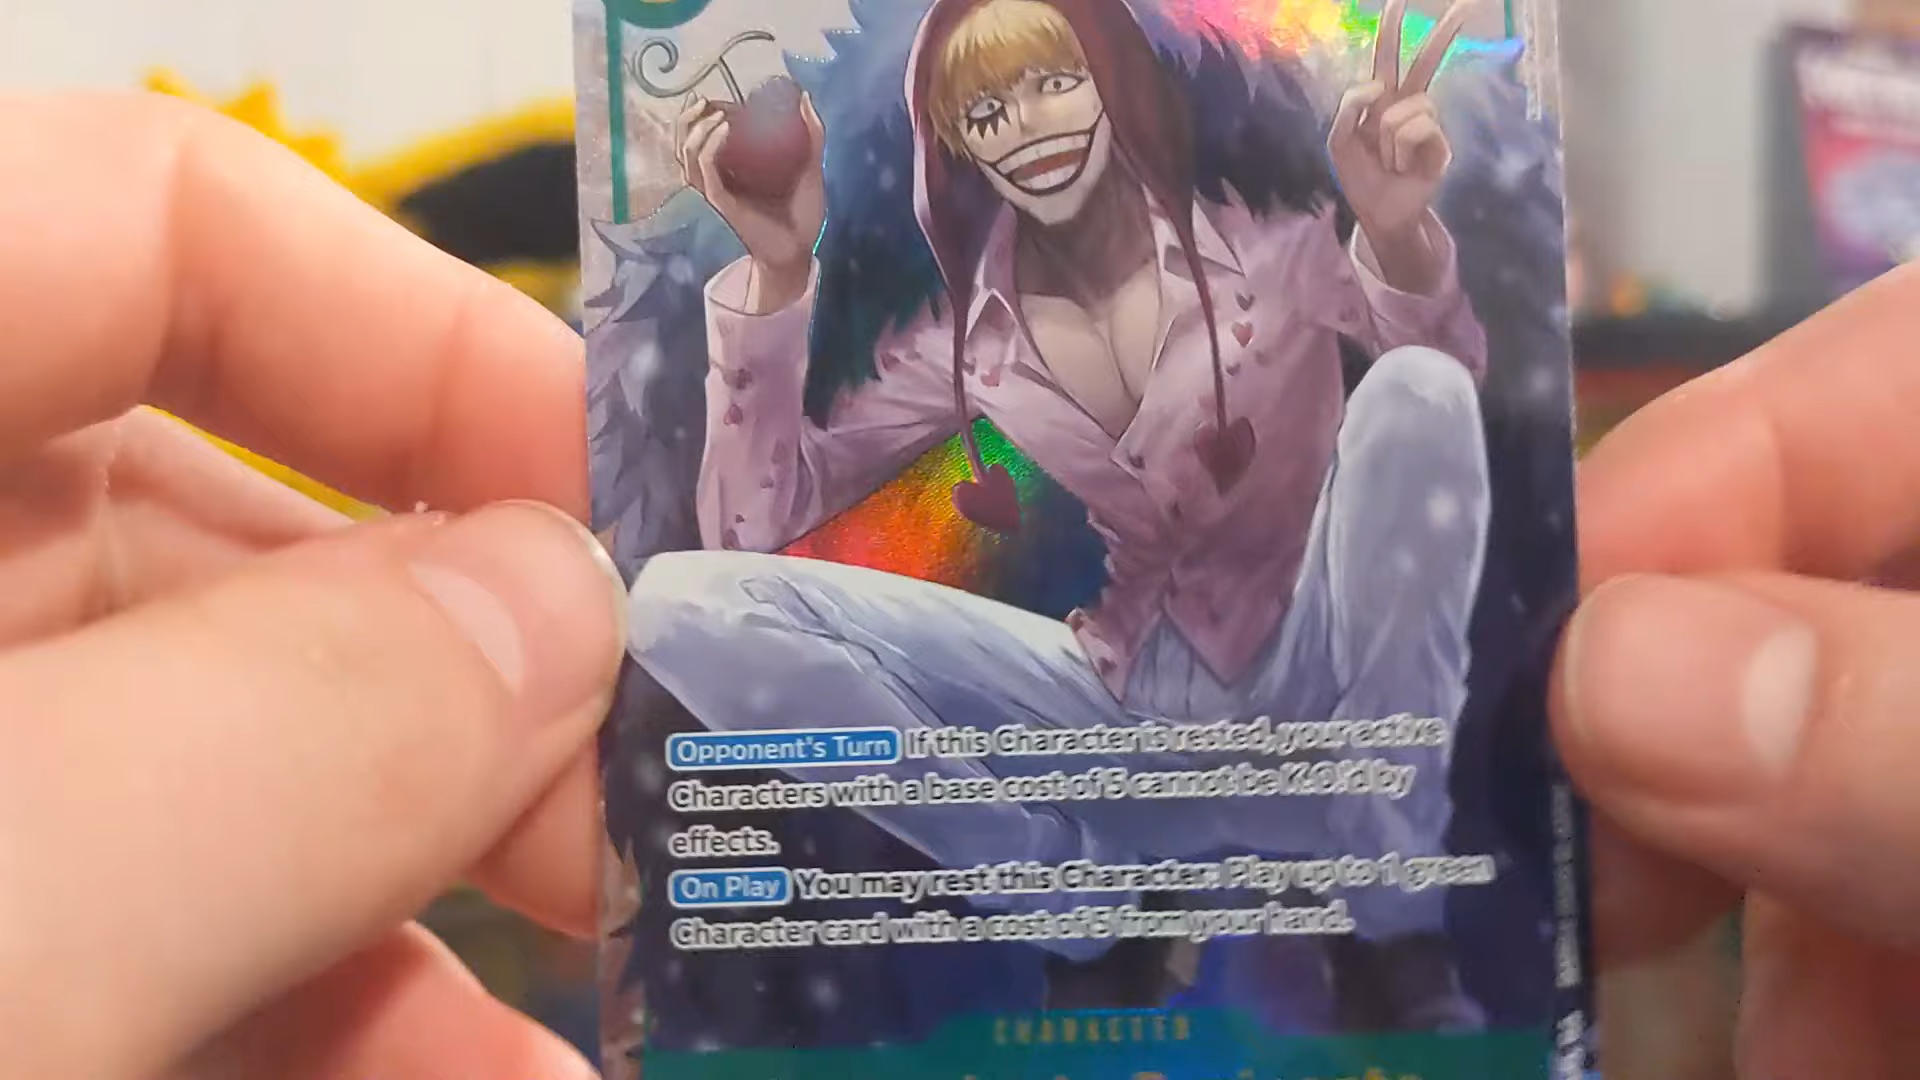 Opponent's Turn If this Character is rested, your active
Characters with a base cost of 5 cannot be K.O.'d by
effects.
On Play You may rest this Character: Play up to 1 green
Character card with a cost of 5 from your hand.
CHARACTER